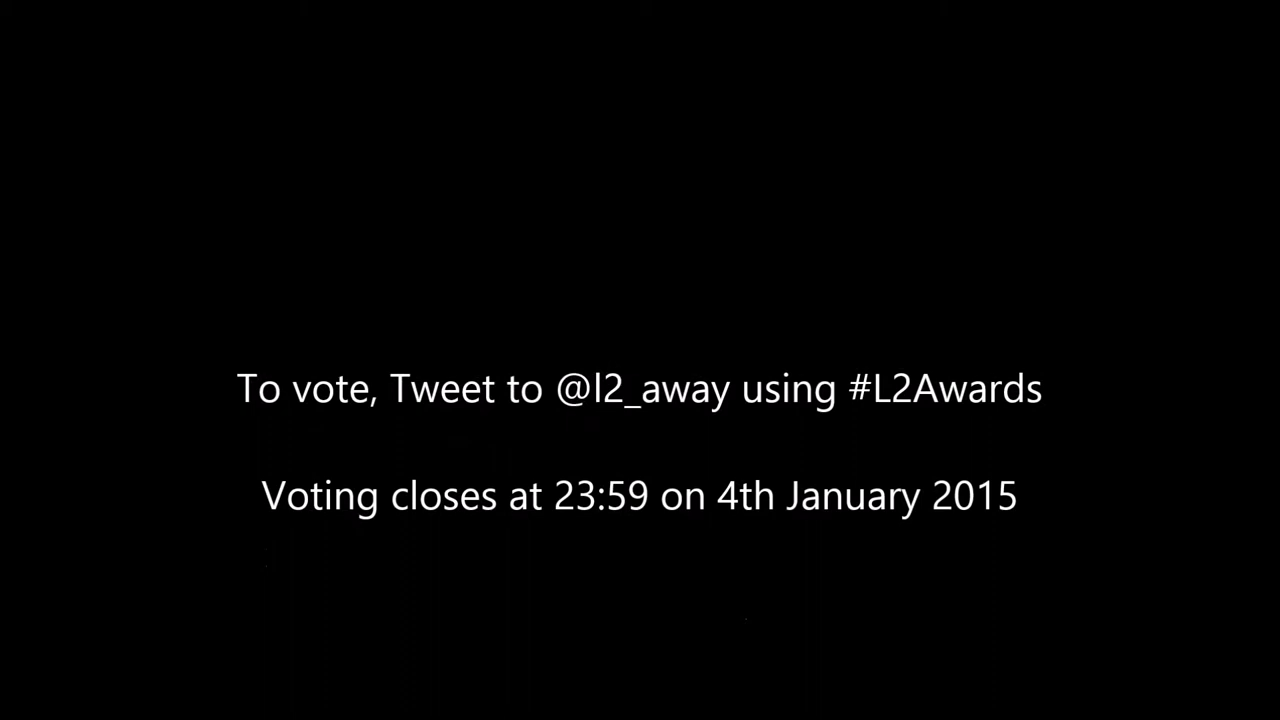 To vote, Tweet to @l2_away using #L2Awards
Voting closes at 23:59 on 4th January 2015